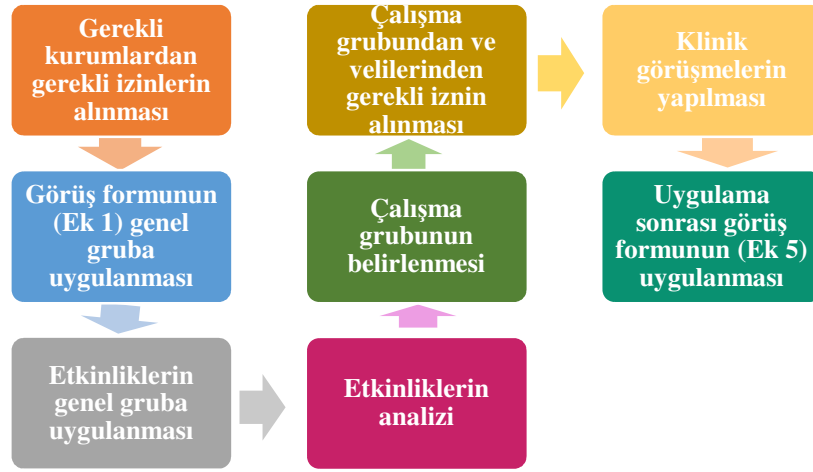 Gerekli
kurumlardan
gerekli izinlerin
alınması
Görüş formunun
(Ek 1) genel
gruba
uygulanması
Etkinliklerin
genel gruba
uygulanması
Etkinliklerin
analizi
Çalışma
grubunun
belirlenmesi
Çalışma
grubundan ve
velilerinden
gerekli iznin
alınması
Klinik
görüşmelerin
yapılması
Uygulama
sonrası görüş
formunun (Ek 5)
uygulanması